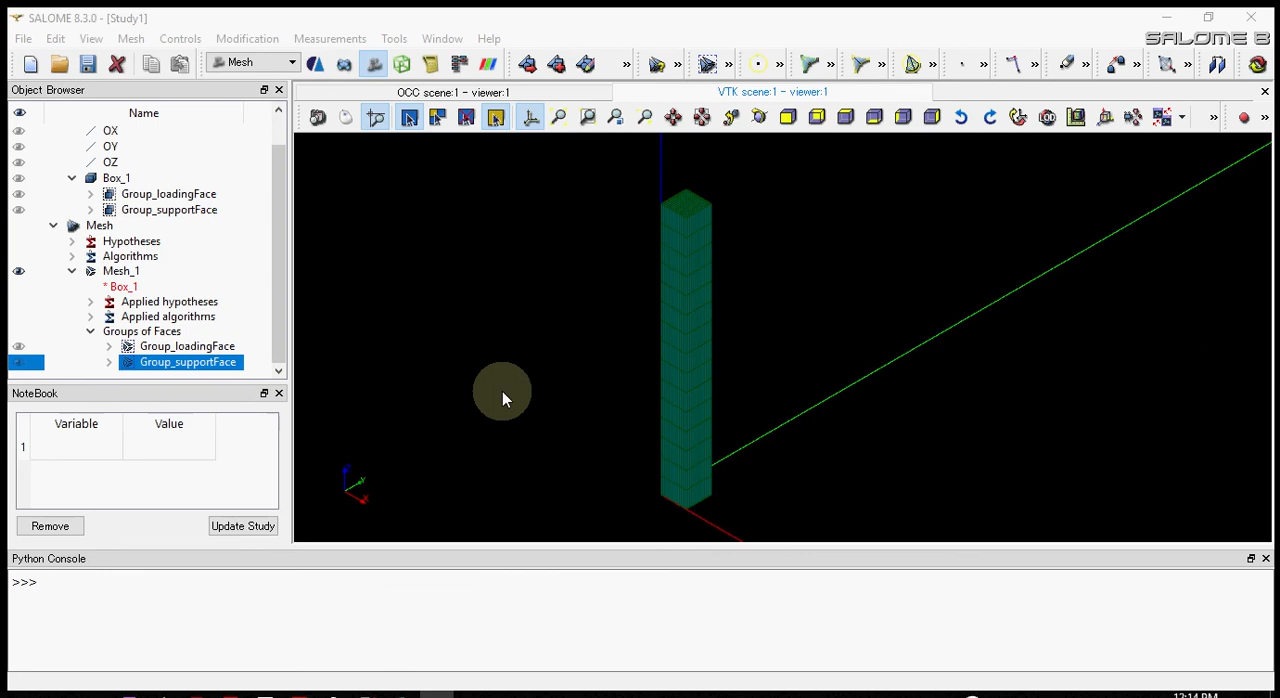 SALOME 8.3.0 - [Study1]
File Edit View Mesh Controls Modification Measurements Tools Window Help
SALOME 8
Mesh
Object Browser
OCC scene:1 - viewer:1
VTK scene:1 - viewer:1
Name
OX
OY
OZ
Box_1
Group_loadingFace
Group_supportFace
Mesh
Hypotheses
Algorithms
Mesh_1
* Box_1
Applied hypotheses
Applied algorithms
Groups of Faces
Group_loadingFace
Group_supportFace
NoteBook
Variable Value
1
Remove
Update Study
Python Console
>>>
12:14 PM